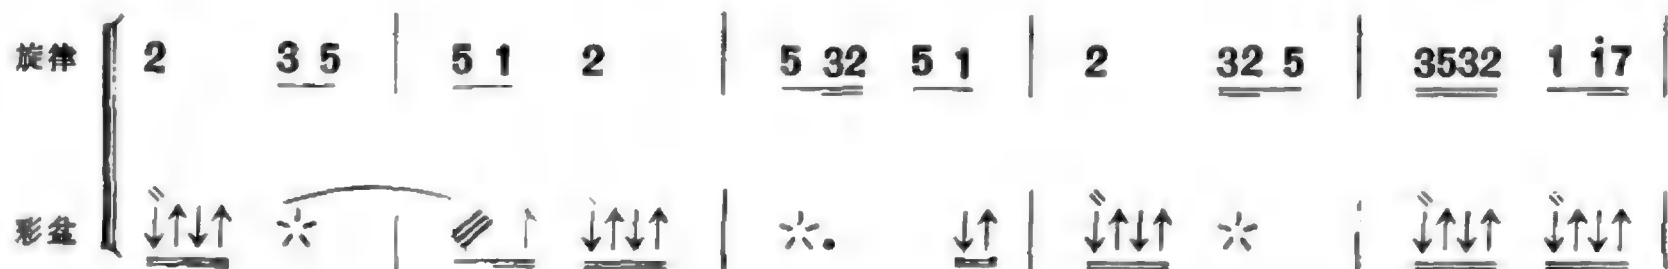 旋律 2 3 5 | 5 1 2 | 5 32 5 1 | 2 32 5 | 3532 1 i7 |
彩盆 ↓↑↓↑ | ↑ ↓↑↓↑ | . ↓↑ | ↓↑↓↑ | ↓↑↓↑ ↓↑↓↑ |